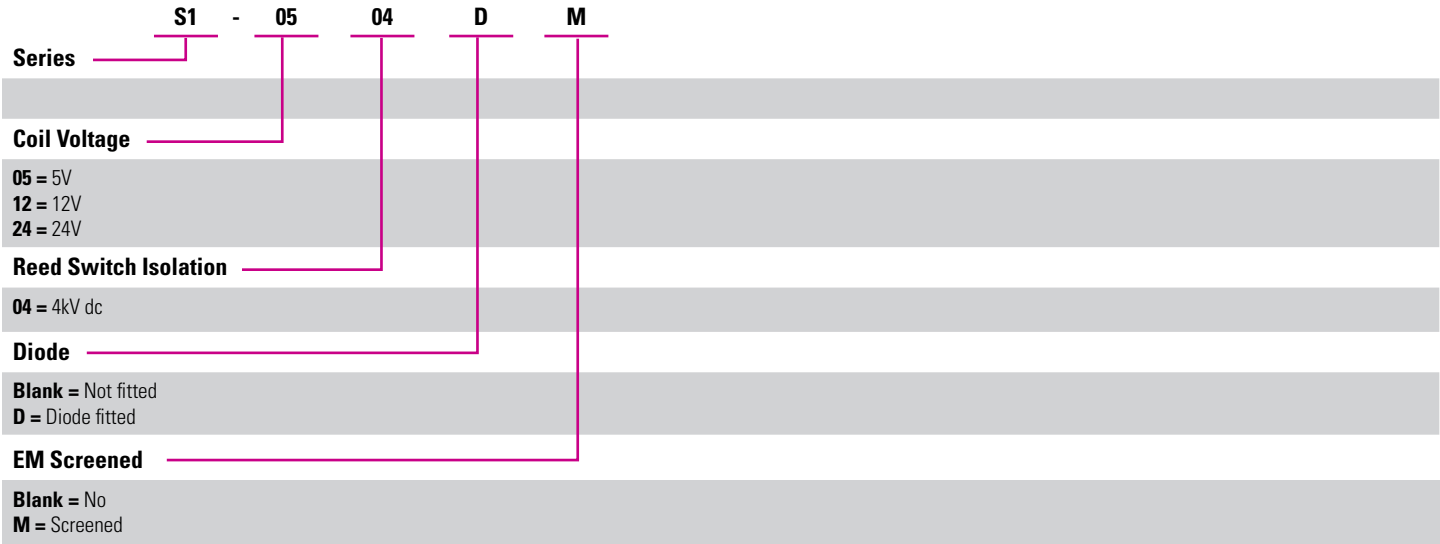 S1 - 05 04 D M
Series
Coil Voltage
05 = 5V
12 = 12V
24 = 24V
Reed Switch Isolation
04 = 4kV dc
Diode
Blank = Not fitted
D = Diode fitted
EM Screened
Blank = No
M = Screened